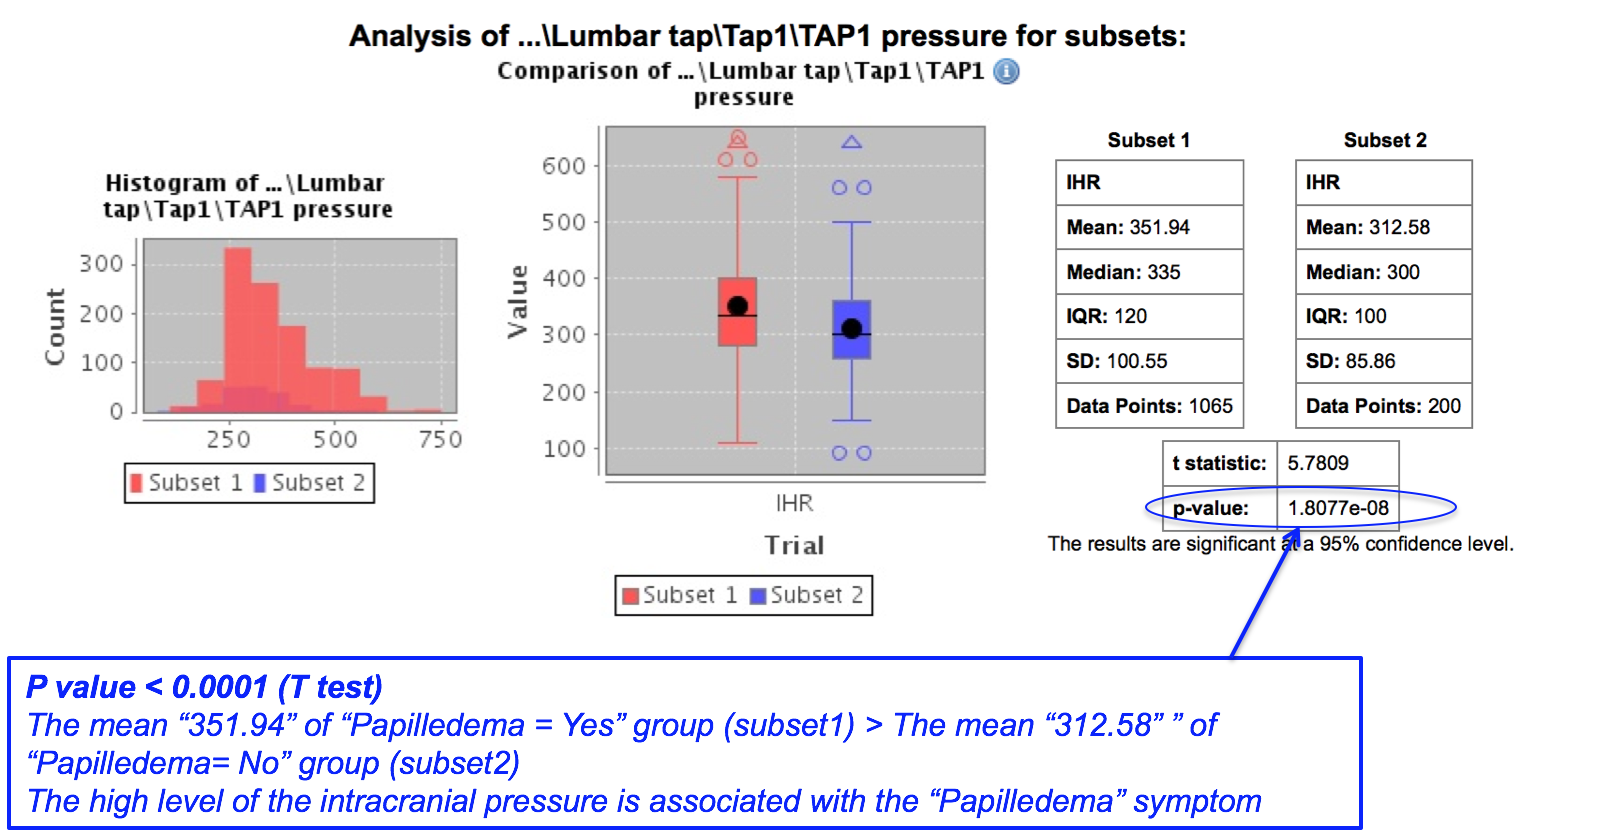 Analysis of ...\Lumbar tap\Tap1\TAP1 pressure for subsets:
Comparison of ...\Lumbar tap\Tap1\TAP1
pressure
Histogram of ...\Lumbar
tap\Tap1\TAP1 pressure
Count
300
200
100
0
250 500 750
Subset 1 Subset 2
Value
600
500
400
300
200
100
IHR
Trial
Subset 1 Subset 2
Subset 1
IHR
Mean: 351.94
Median: 335
IQR: 120
SD: 100.55
Data Points: 1065
Subset 2
IHR
Mean: 312.58
Median: 300
IQR: 100
SD: 85.86
Data Points: 200
t statistic: 5.7809
p-value: 1.8077e-08
The results are significant at a 95% confidence level.
P value < 0.0001 (T test)
The mean “351.94” of “Papilledema = Yes” group (subset1) > The mean “312.58” ” of
“Papilledema= No” group (subset2)
The high level of the intracranial pressure is associated with the “Papilledema” symptom